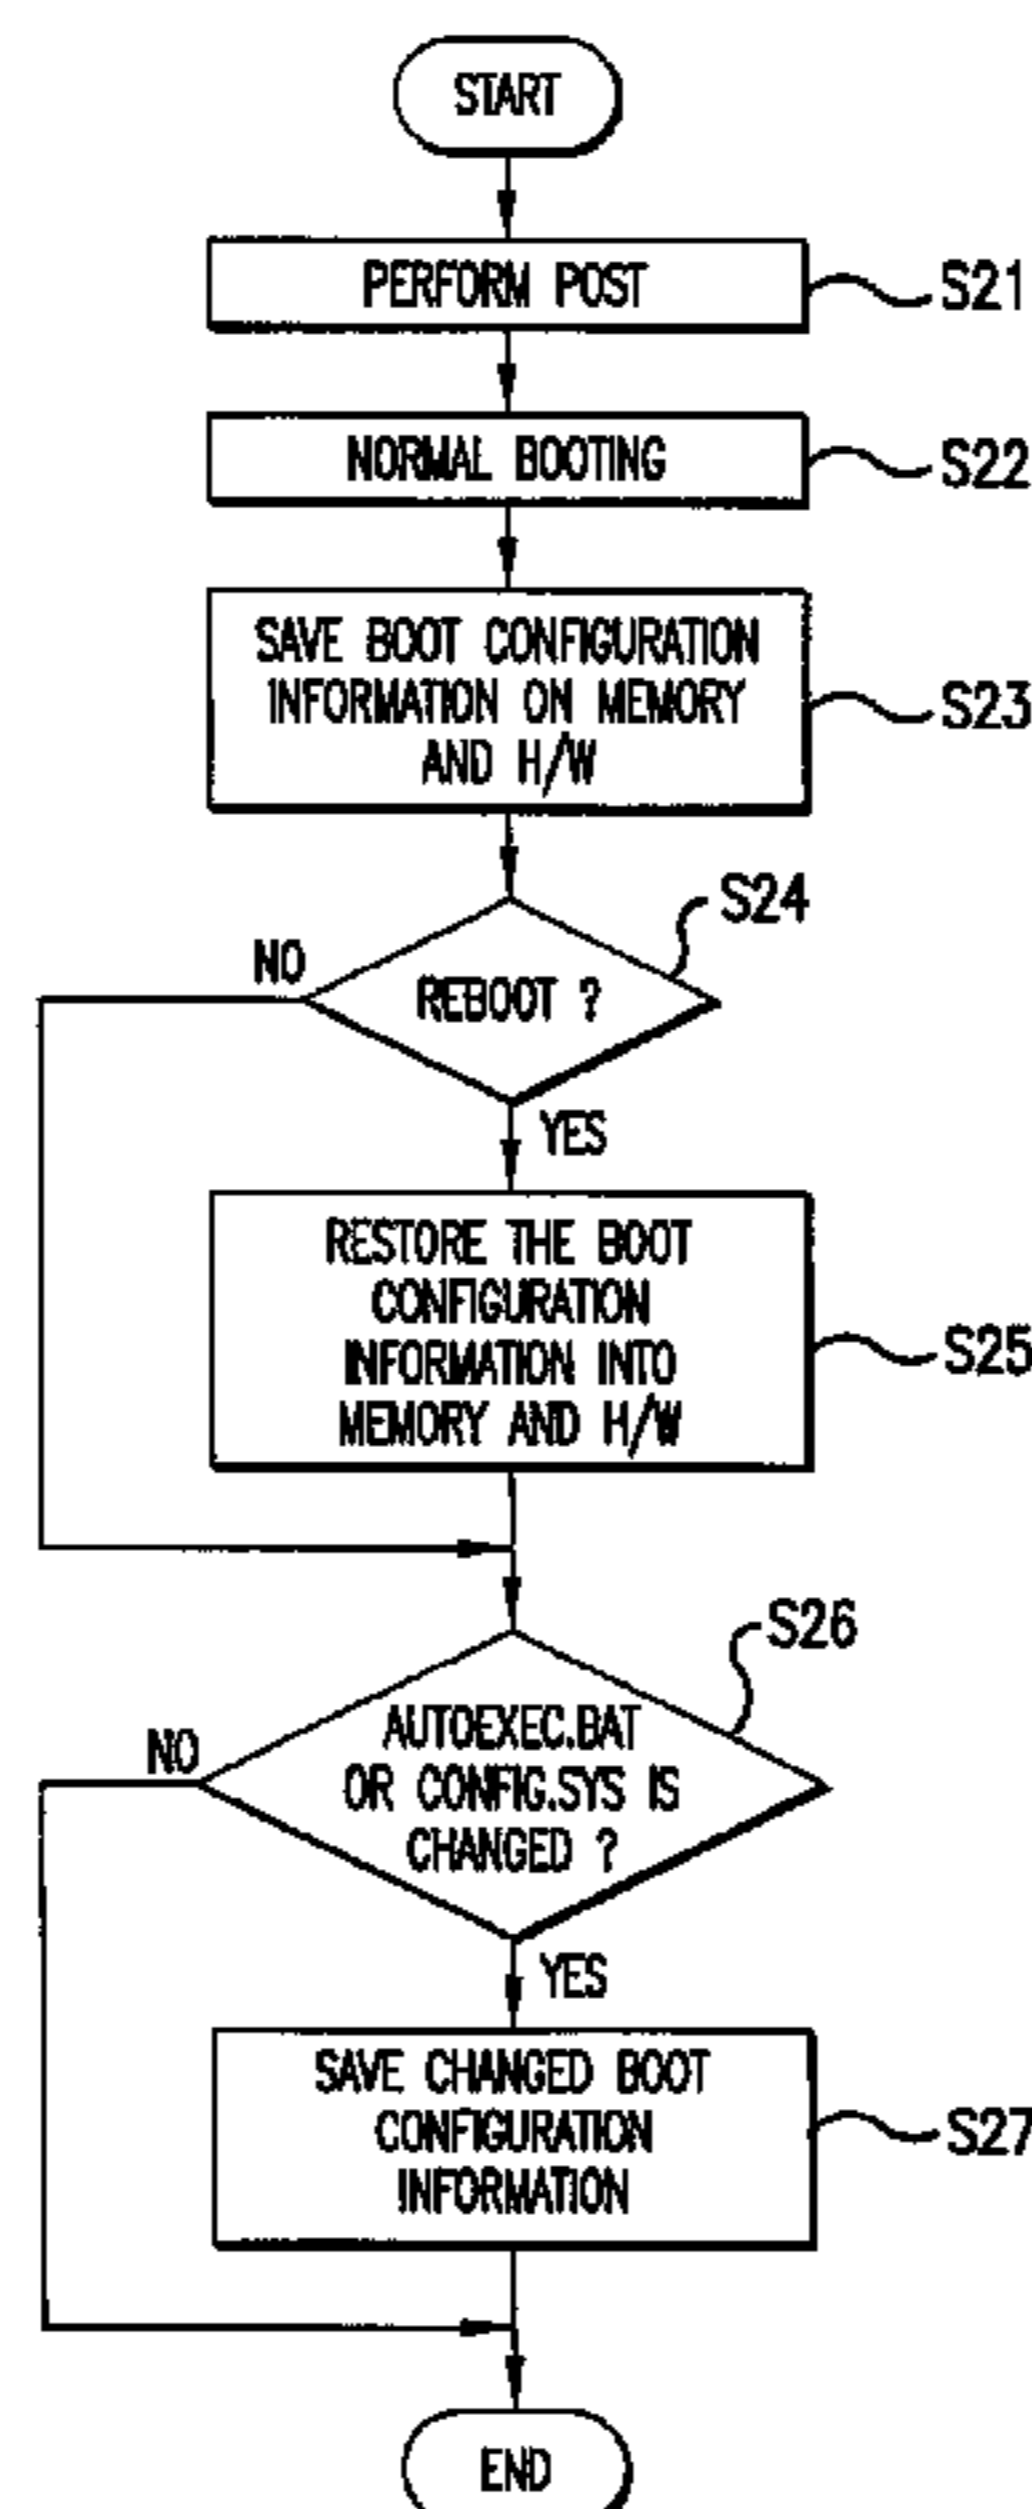 START
PERFORM POST
S21
NORMAL BOOTING
S22
SAVE BOOT CONFIGURATION
INFORMATION ON MEMORY
AND H/W
S23
S24
NO
REBOOT ?
YES
RESTORE THE BOOT
CONFIGURATION
INFORMATION INTO
MEMORY AND H/W
S25
S26
NO
AUTOEXEC.BAT
OR CONFIG.SYS IS
CHANGED ?
YES
SAVE CHANGED BOOT
CONFIGURATION
INFORMATION
S27
END